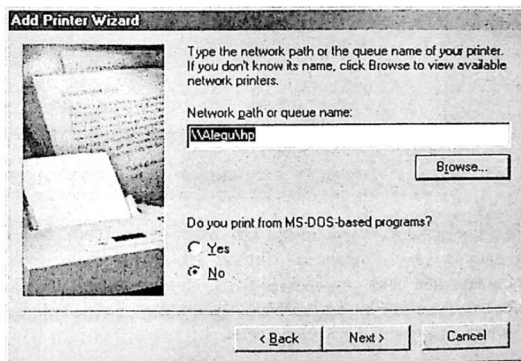 Add Printer Wizard
Type the network path or the queue name of your printer.
If you don't know its name, click Browse to view available
network printers.
Network path or queue name:
\\Alequ\hp
Browse...
Do you print from MS-DOS-based programs?
Yes
No
< Back
Next >
Cancel